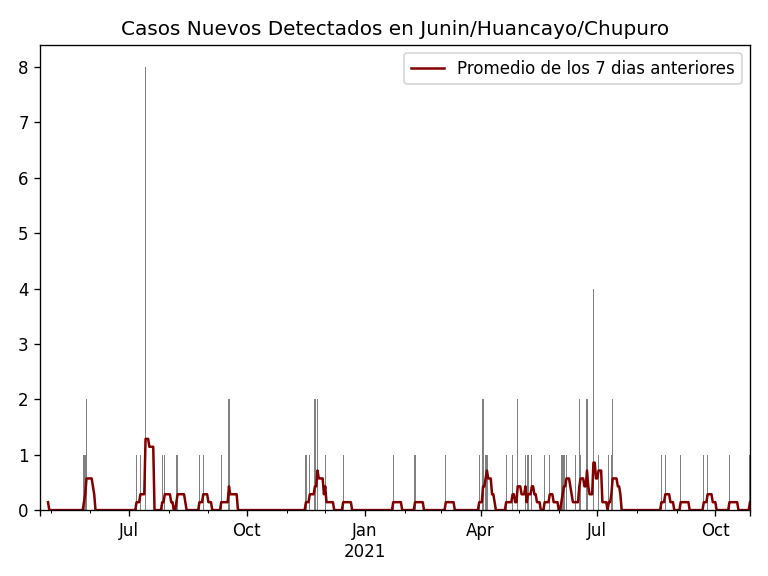 Casos Nuevos Detectados en Junin/Huancayo/Chupuro
Promedio de los 7 dias anteriores
8
7
6
5
4
3
2
1
0
Jul
Oct
Jan
2021
Apr
Jul
Oct